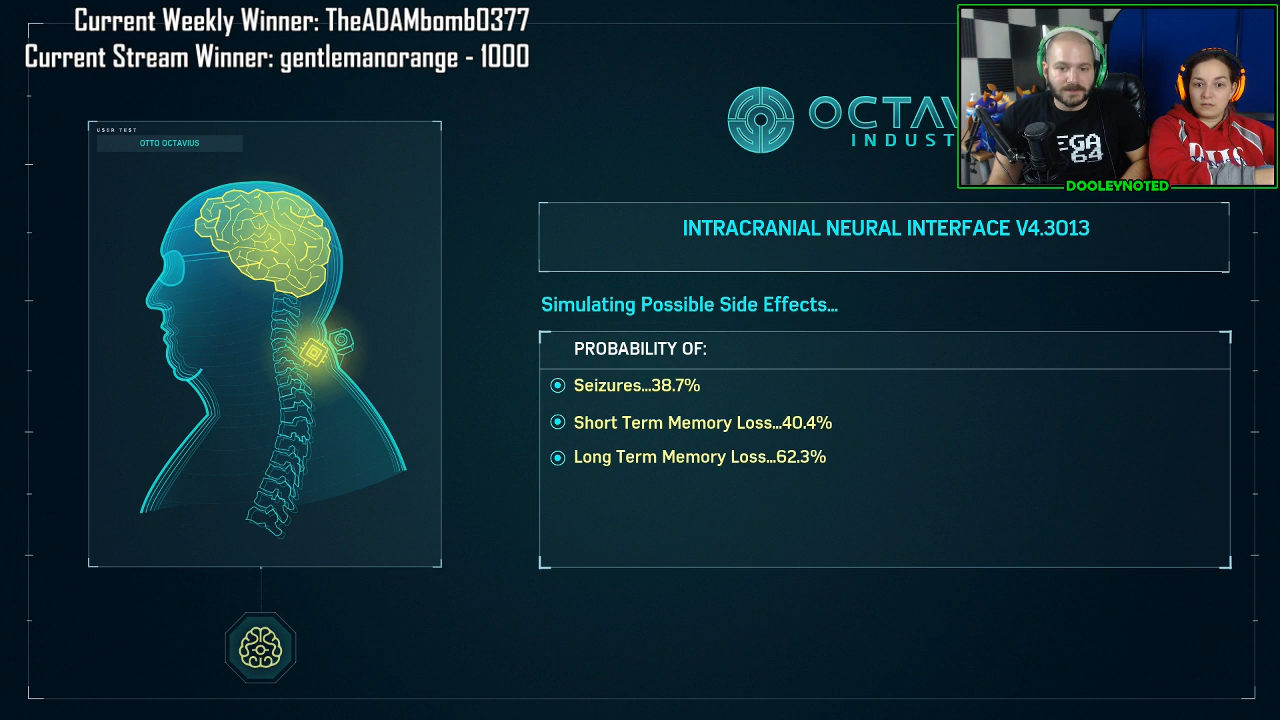 Current Weekly Winner: TheADAMbomb0377
Current Stream Winner: gentlemanorange - 1000
USER TEST
OTTO OCTAVIUS
INTRACRANIAL NEURAL INTERFACE V4.3013
Simulating Possible Side Effects...
PROBABILITY OF:
Seizures...38.7%
Short Term Memory Loss...40.4%
Long Term Memory Loss...62.3%
OCTAV
INDUST
EGA
64
DOOLEYNOTED